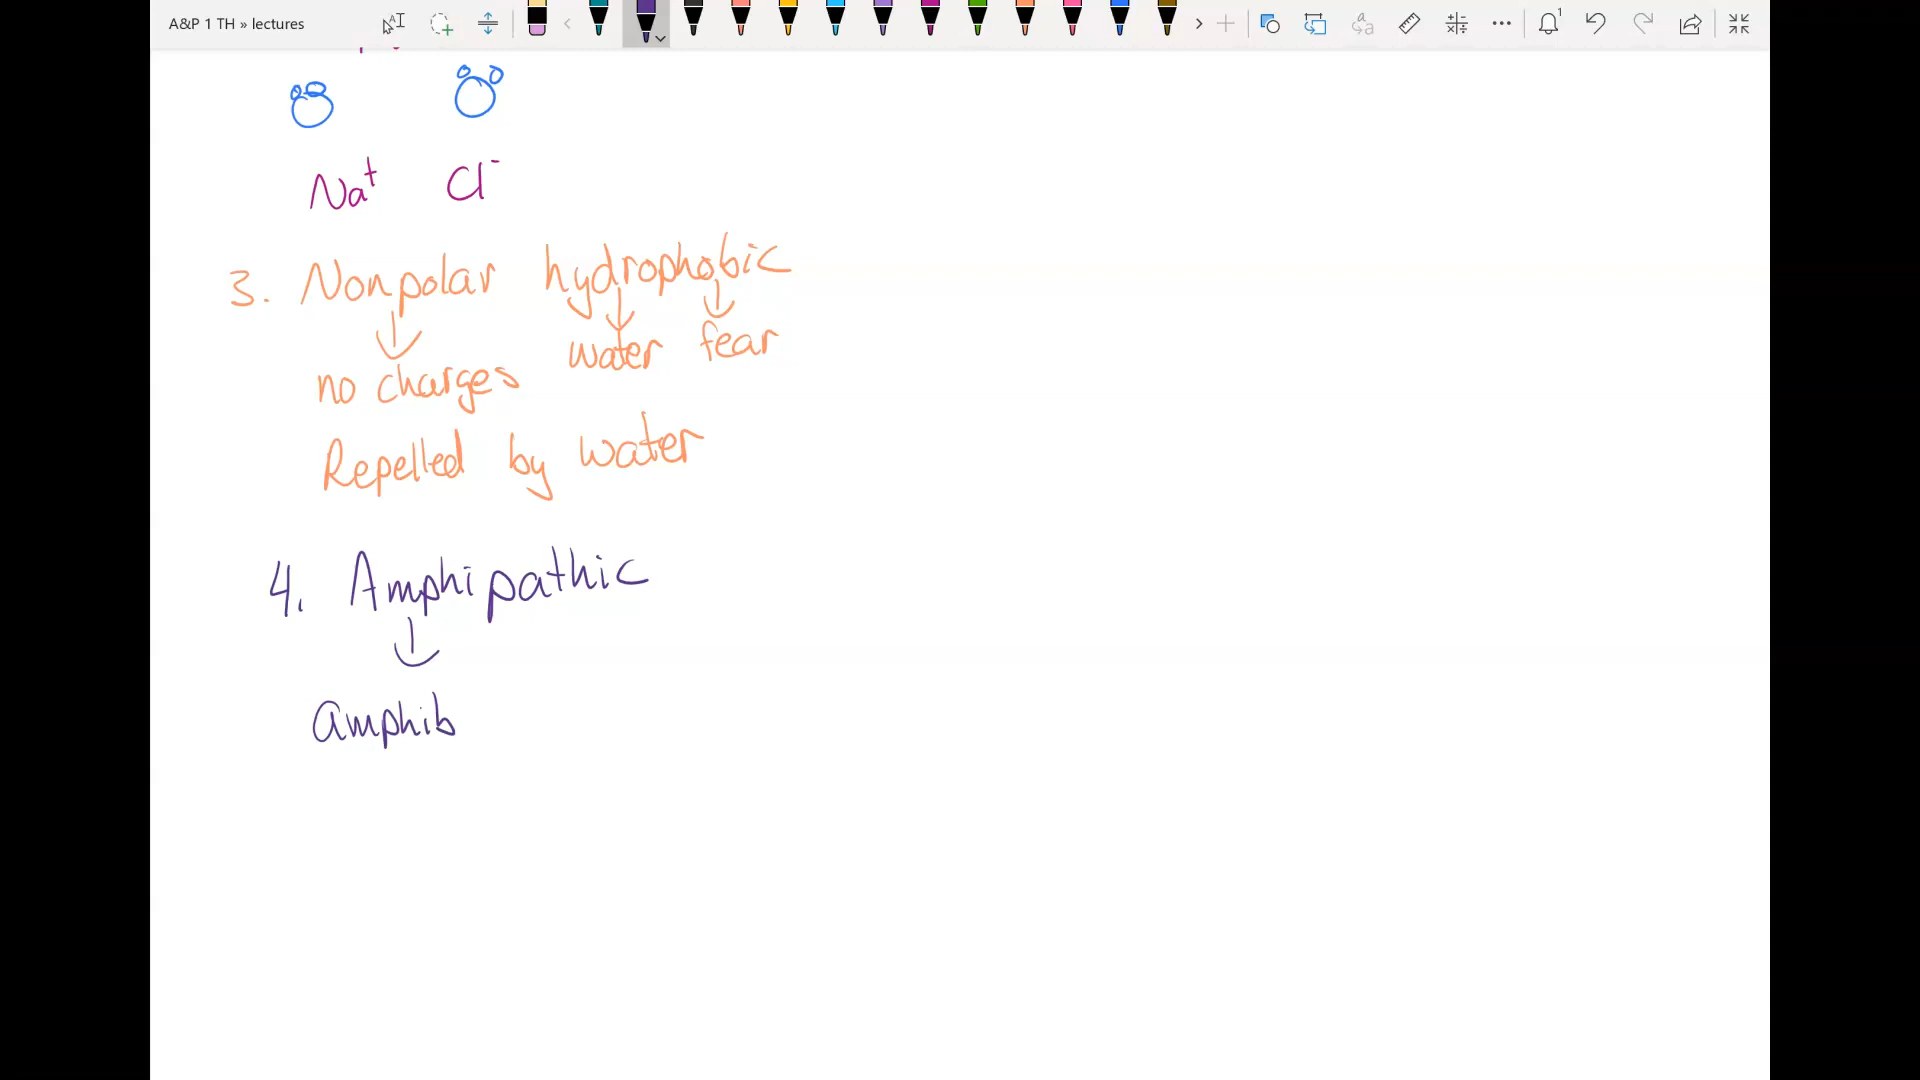 A&P 1 TH » lectures
Na⁺ Cl⁻
3. Nonpolar hydrophobic
water fear
no charges
Repelled by water
4. Amphipathic
amphib